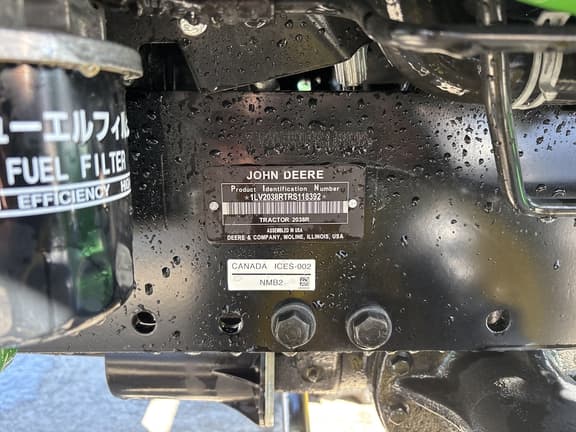 ューエルフィル
FUEL FILTER
EFFICIENCY
JOHN DEERE
Product Identification Number
*1LV2038RTRS118392*
TRACTOR 2038R
ASSEMBLED IN USA
DEERE & COMPANY, MOLINE, ILLINOIS, USA
CANADA ICES-002
NMB2